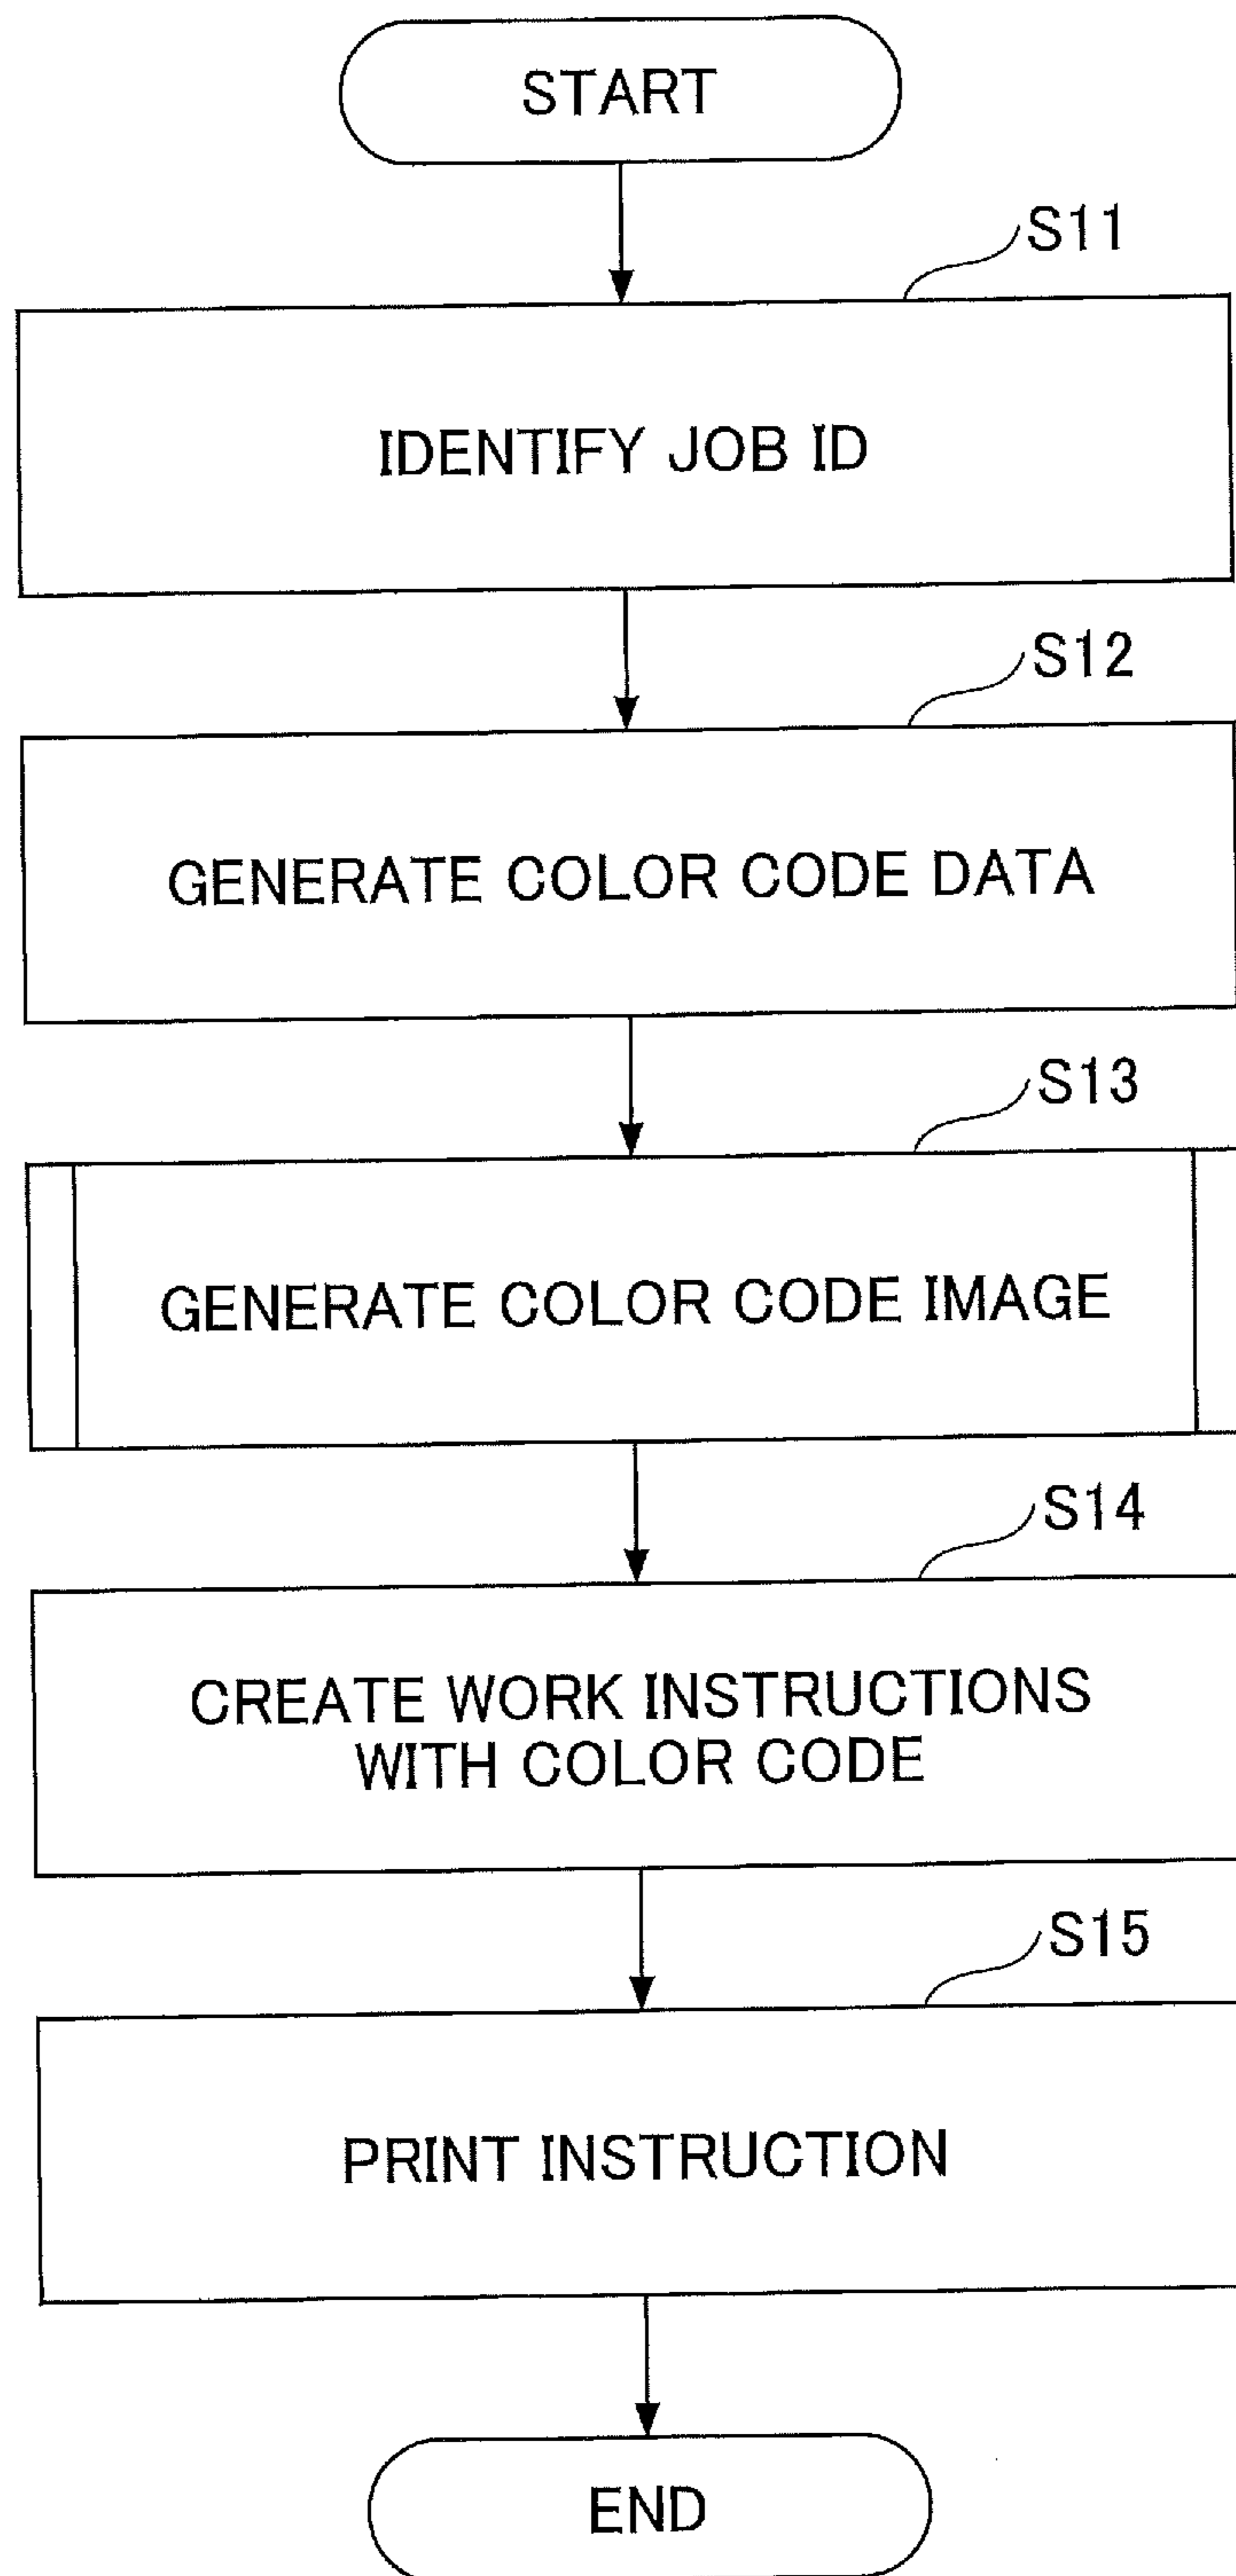 START
S11
IDENTIFY JOB ID
S12
GENERATE COLOR CODE DATA
S13
GENERATE COLOR CODE IMAGE
S14
CREATE WORK INSTRUCTIONS
WITH COLOR CODE
S15
PRINT INSTRUCTION
END